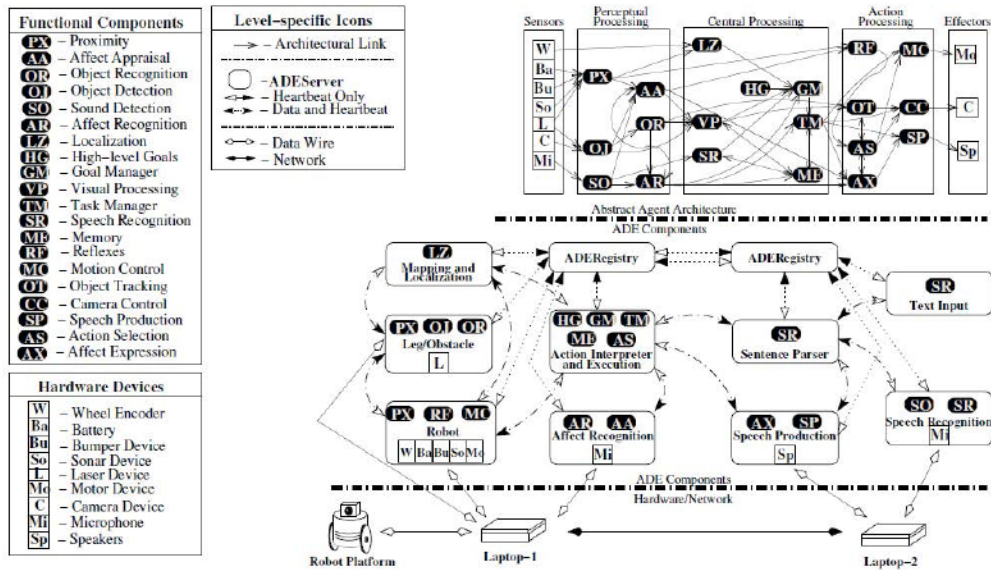 Functional Components
PX – Proximity
AA – Affect Appraisal
OR – Object Recognition
OJ – Object Detection
SO – Sound Detection
AR – Affect Recognition
LZ – Localization
HG – High-level Goals
GM – Goal Manager
VP – Visual Processing
TM – Task Manager
SR – Speech Recognition
ME – Memory
RF – Reflexes
MC – Motion Control
OT – Object Tracking
CC – Camera Control
SP – Speech Production
AS – Action Selection
AX – Affect Expression
Hardware Devices
W – Wheel Encoder
Ba – Battery
Bu – Bumper Device
So – Sonar Device
L – Laser Device
Mo – Motor Device
C – Camera Device
Mi – Microphone
Sp – Speakers
Level-specific Icons
– Architectural Link
– ADEServer
– Heartbeat Only
– Data and Heartbeat
– Data Wire
– Network
Sensors
Perceptual
Processing
Central Processing
Action
Processing
Effectors
W
Ba
Bu
So
L
C
Mi
PX
AA
OR
OJ
SO
AR
LZ
HG
GM
VP
TM
SR
ME
RF
MC
OT
CC
AS
SP
AX
Mo
C
Sp
Abstract Agent Architecture
ADE Components
LZ
Mapping and
Localization
ADERegistry
ADERegistry
SR
Text Input
PX OJ OR
Leg/Obstacle
L
HG GM TM
ME AS
Action Interpreter
and Execution
SR
Sentence Parser
PX RF MC
Robot
W Ba Bu So Mo
AR AA
Affect Recognition
Mi
AX SP
Speech Production
Sp
SO SR
Speech Recognition
Mi
ADE Components
Hardware/Network
Robot Platform
Laptop-1
Laptop-2